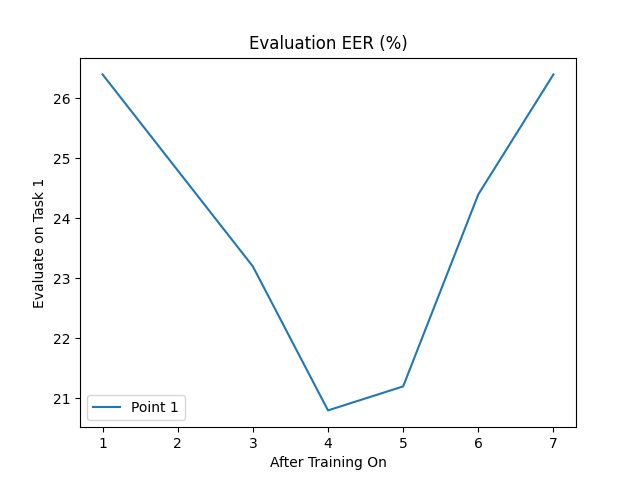 Evaluation EER (%)
Evaluate on Task 1
26
25
24
23
22
21
Point 1
1 2 3 4 5 6 7
After Training On